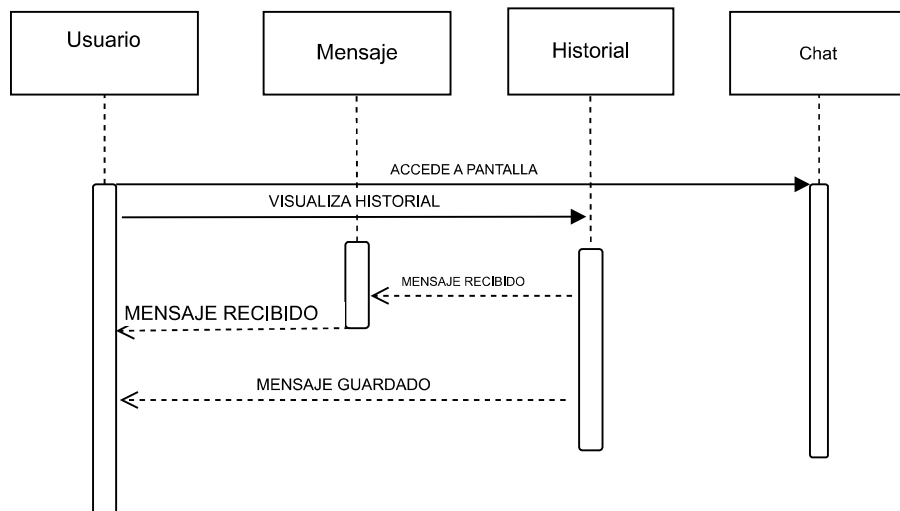 Usuario
Mensaje
Historial
Chat
ACCEDE A PANTALLA
VISUALIZA HISTORIAL
MENSAJE RECIBIDO
MENSAJE RECIBIDO
MENSAJE GUARDADO